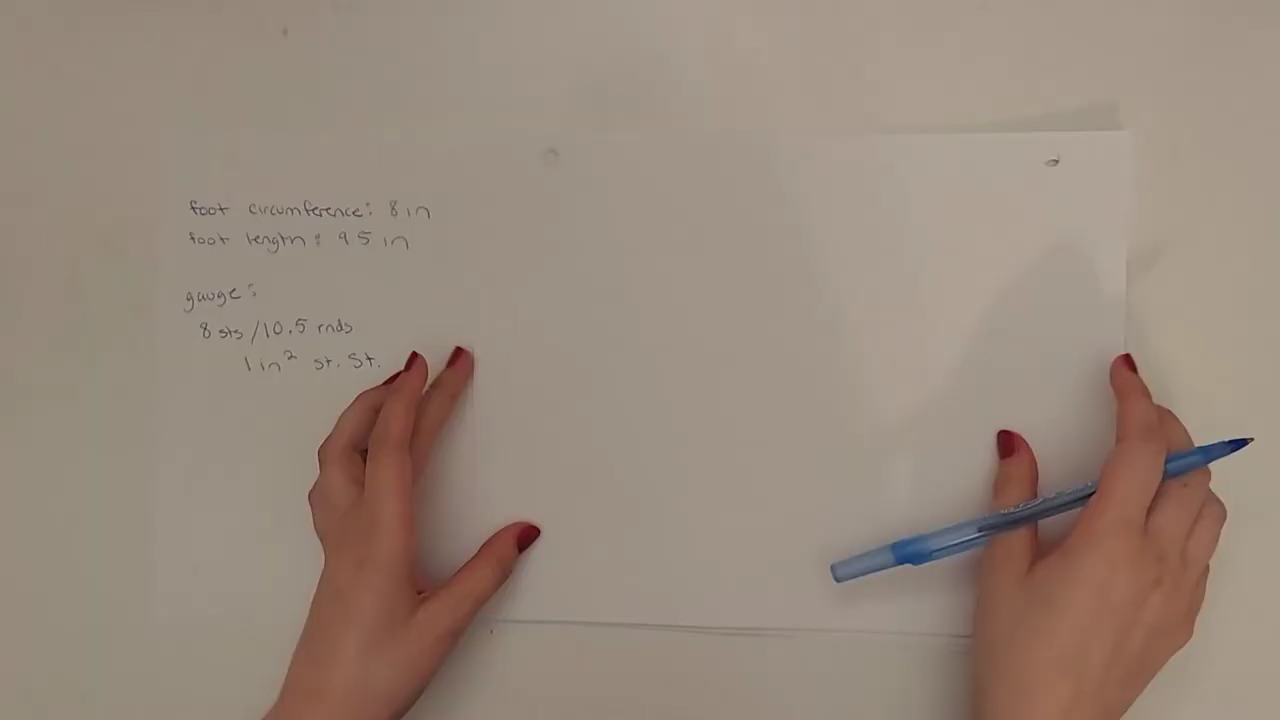 foot circumference: 8 in
foot length: 9.5 in
gauge:
8 sts/10.5 rnds
1 in² st. St.